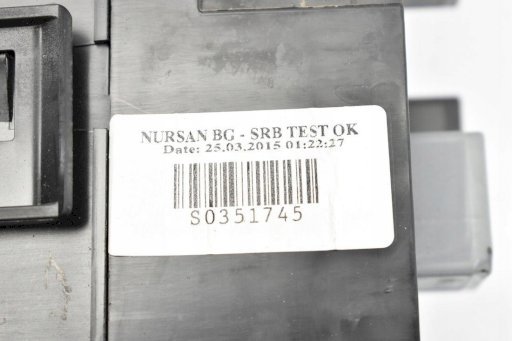 NURSAN BG - SRB TEST OK
Date: 25.03.2015 01:22:27
S0351745